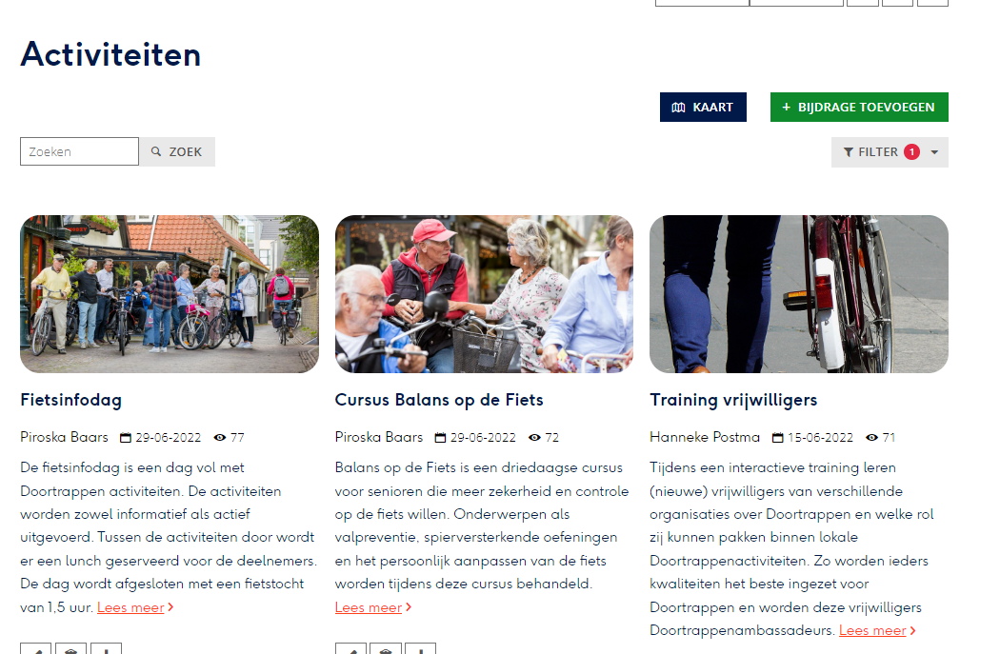 Activiteiten
KAART
+ BIJDRAGE TOEVOEGEN
Zoeken
ZOEK
FILTER 1
Fietsinfodag
Piroska Baars 29-06-2022 77
De fietsinfodag is een dag vol met
Doortrappen activiteiten. De activiteiten
worden zowel informatief als actief
uitgevoerd. Tussen de activiteiten door wordt
er een lunch geserveerd voor de deelnemers.
De dag wordt afgesloten met een fietstocht
van 1,5 uur. Lees meer >
Cursus Balans op de Fiets
Piroska Baars 29-06-2022 72
Balans op de Fiets is een driedaagse cursus
voor senioren die meer zekerheid en controle
op de fiets willen. Onderwerpen als
valpreventie, spierversterkende oefeningen
en het persoonlijk aanpassen van de fiets
worden tijdens deze cursus behandeld.
Lees meer >
Training vrijwilligers
Hanneke Postma 15-06-2022 71
Tijdens een interactieve training leren
(nieuwe) vrijwilligers van verschillende
organisaties over Doortrappen en welke rol
zij kunnen pakken binnen lokale
Doortrappenactiviteiten. Zo worden ieders
kwaliteiten het beste ingezet voor
Doortrappen en worden deze vrijwilligers
Doortrappenambassadeurs. Lees meer >